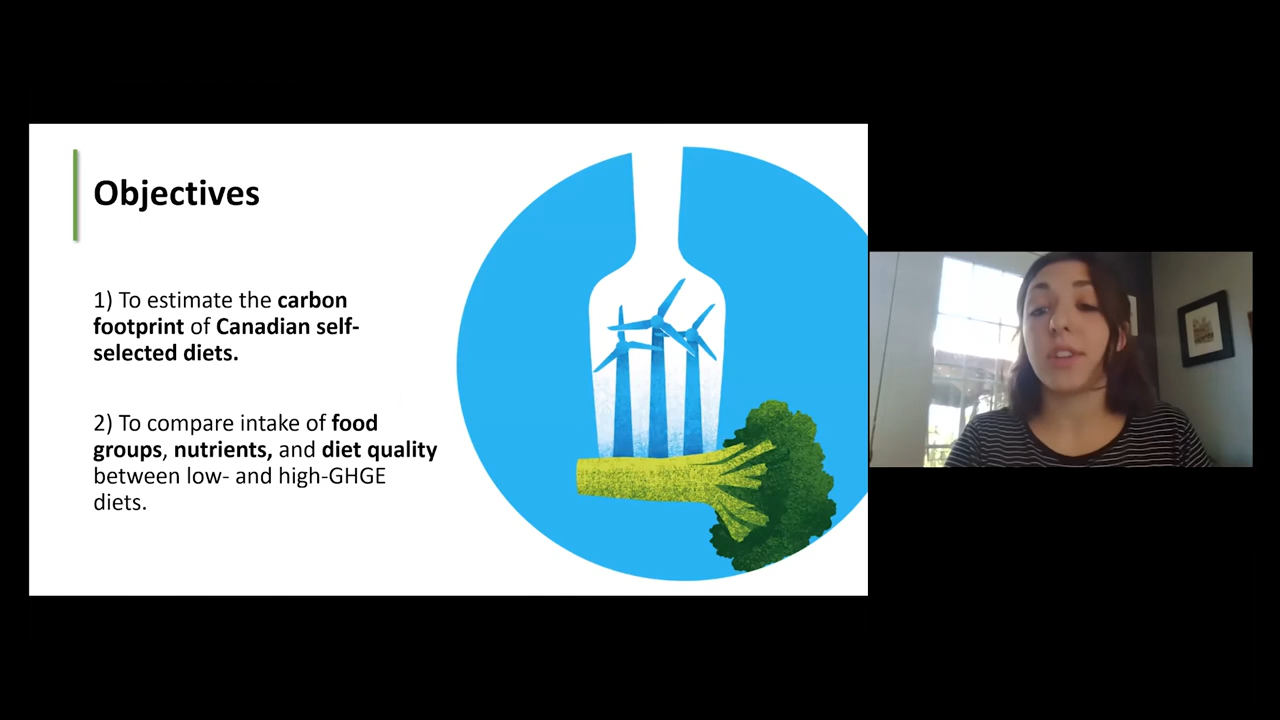 Objectives
1) To estimate the carbon
footprint of Canadian self-
selected diets.
2) To compare intake of food
groups, nutrients, and diet quality
between low- and high-GHGE
diets.